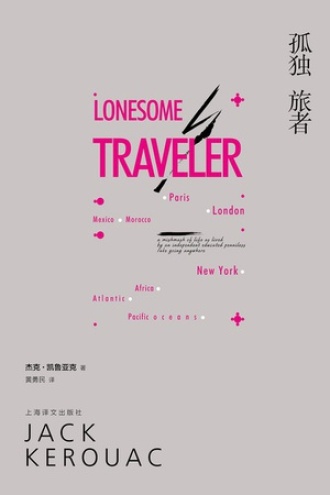 孤独 旅者
LONESOME
TRAVELER
Paris
London
Mexico Morocco
a mishmash of life as lived
by an independent educated penniless
rake going anywhere
New York
Africa
Atlantic
Pacific oceans
杰克·凯鲁亚克 著
黄勇民 译
上海译文出版社
JACK
KEROUAC